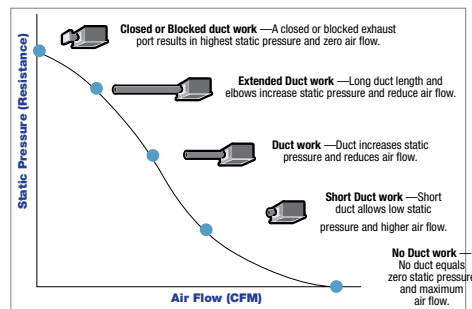 Closed or Blocked duct work —A closed or blocked exhaust
port results in highest static pressure and zero air flow.
Extended Duct work —Long duct length and
elbows increase static pressure and reduce air flow.
Duct work —Duct increases static
pressure and reduces air flow.
Short Duct work —Short
duct allows low static
pressure and higher air flow.
No Duct work —
No duct equals
zero static pressure
and maximum
air flow.
Static Pressure (Resistance)
Air Flow (CFM)